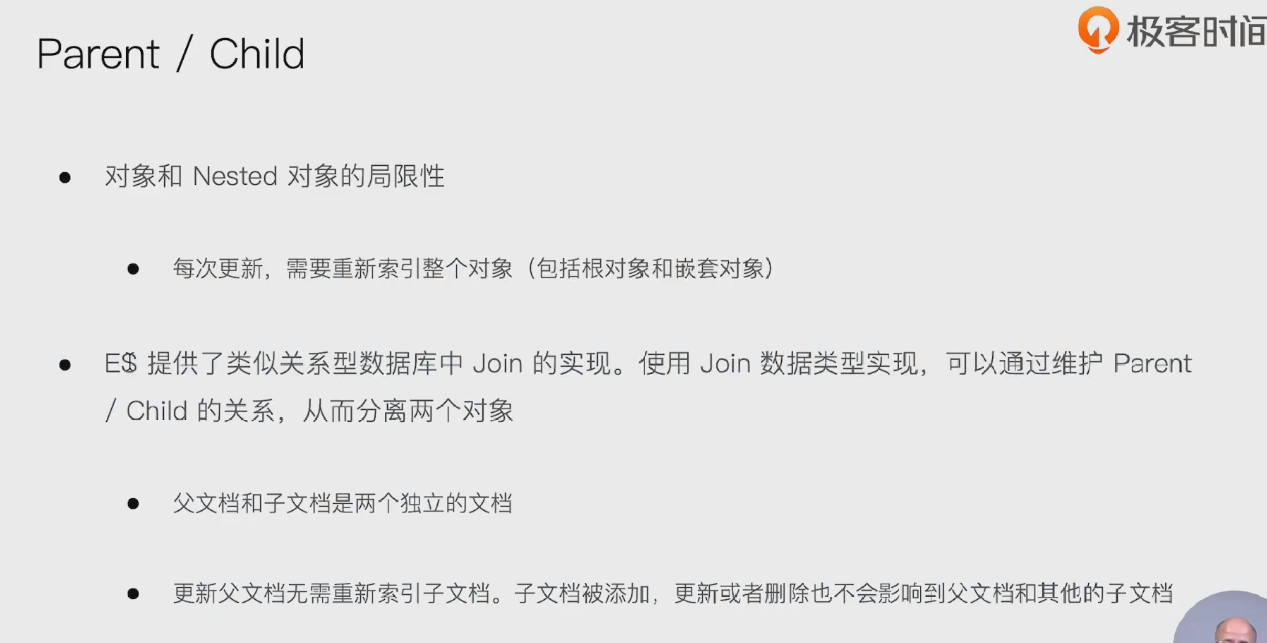 Parent / Child
极客时间
对象和 Nested 对象的局限性
每次更新，需要重新索引整个对象（包括根对象和嵌套对象）
E$ 提供了类似关系型数据库中 Join 的实现。使用 Join 数据类型实现，可以通过维护 Parent
/ Child 的关系，从而分离两个对象
父文档和子文档是两个独立的文档
更新父文档无需重新索引子文档。子文档被添加，更新或者删除也不会影响到父文档和其他的子文档